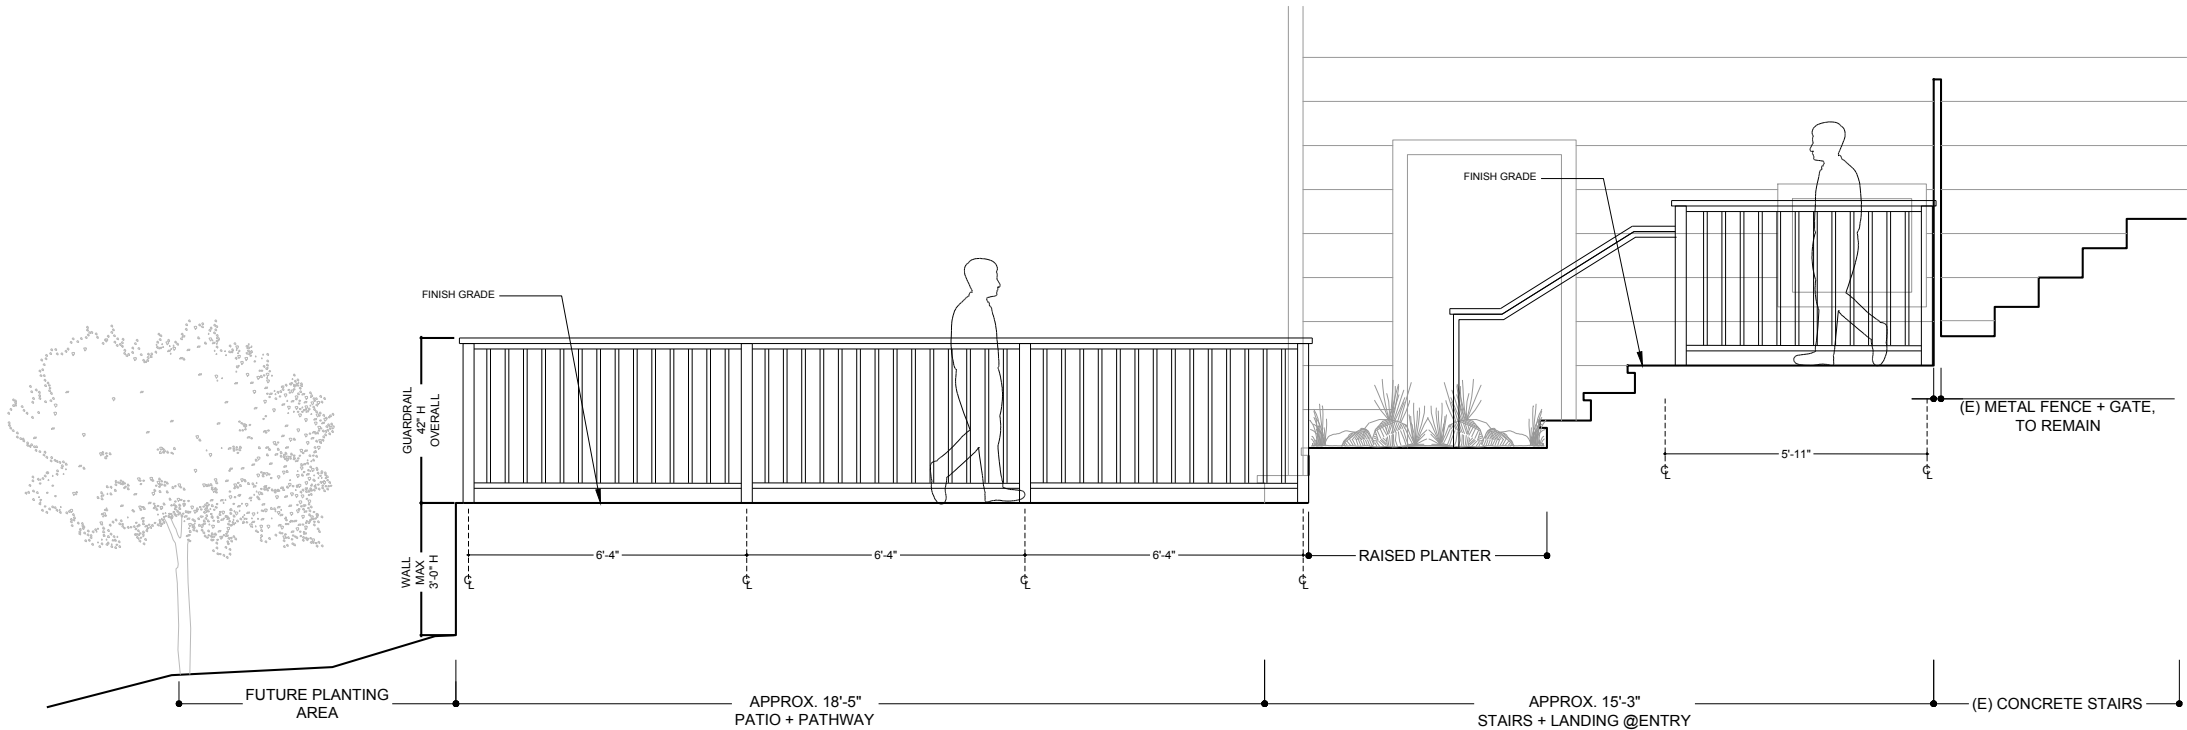 FINISH GRADE
FINISH GRADE
GUARDRAIL
42" H
OVERALL
(E) METAL FENCE + GATE,
TO REMAIN
5'-11"
℄
℄
WALL
MAX
3'-0" H
6'-4"
6'-4"
6'-4"
RAISED PLANTER
℄
℄
℄
℄
FUTURE PLANTING
AREA
APPROX. 18'-5"
PATIO + PATHWAY
APPROX. 15'-3"
STAIRS + LANDING @ENTRY
(E) CONCRETE STAIRS